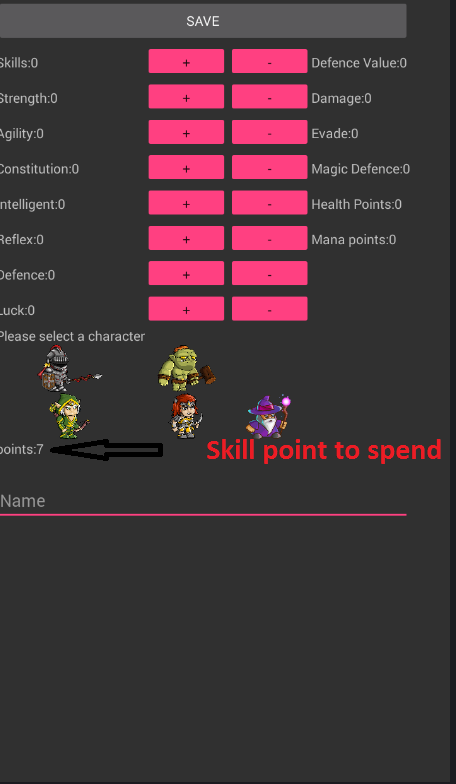 SAVE
Skills:0 + - Defence Value:0
Strength:0 + - Damage:0
Agility:0 + - Evade:0
Constitution:0 + - Magic Defence:0
Intelligent:0 + - Health Points:0
Reflex:0 + - Mana points:0
Defence:0 + -
Luck:0 + -
Please select a character
points:7 Skill point to spend
Name